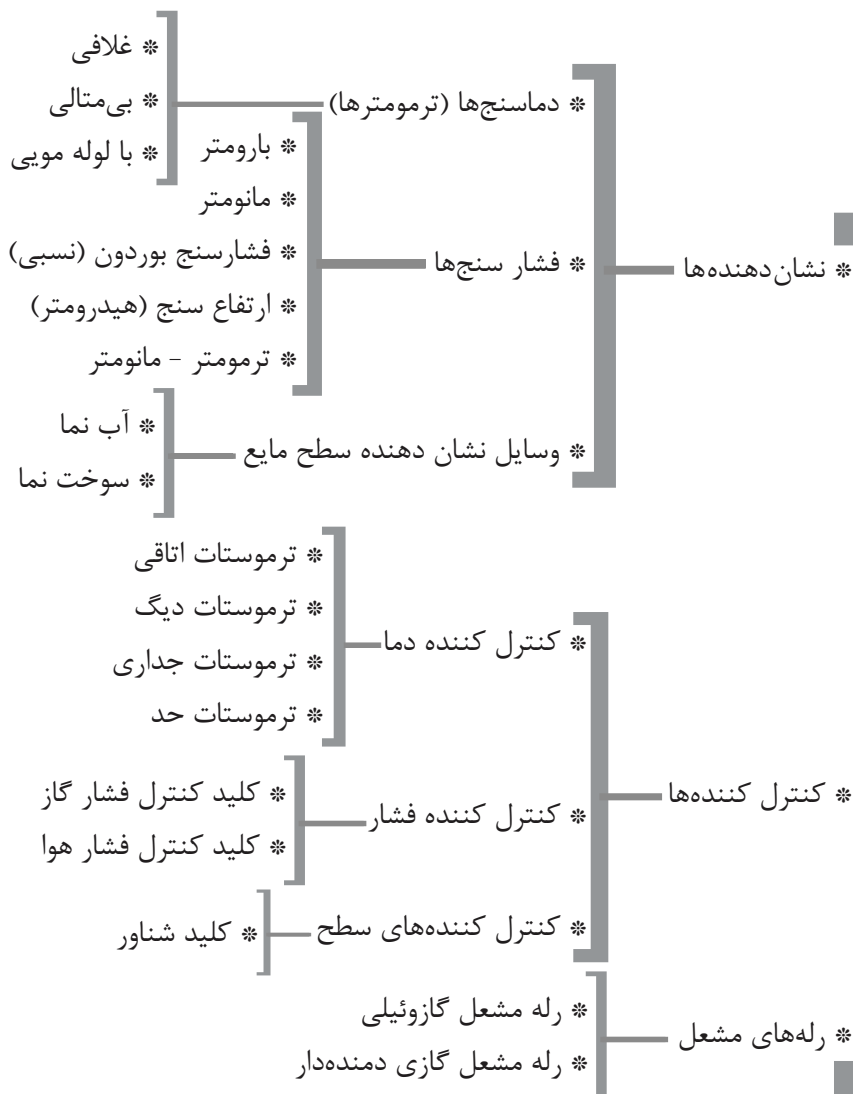 * نشان‌دهنده‌ها
* دماسنج‌ها (ترمومترها)
* غلافی
* بی‌متالی
* با لوله مویی
* فشار سنج‌ها
* بارومتر
* مانومتر
* فشارسنج بوردون (نسبی)
* ارتفاع سنج (هیدرومتر)
* ترمومتر – مانومتر
* وسایل نشان دهنده سطح مایع
* آب نما
* سوخت نما
* کنترل کننده‌ها
* کنترل کننده دما
* ترموستات اتاقی
* ترموستات دیگ
* ترموستات جداری
* ترموستات حد
* کنترل کننده فشار
* کلید کنترل فشار گاز
* کلید کنترل فشار هوا
* کنترل کننده‌های سطح
* کلید شناور
* رله‌های مشعل
* رله مشعل گازوئیلی
* رله مشعل گازی دمنده‌دار